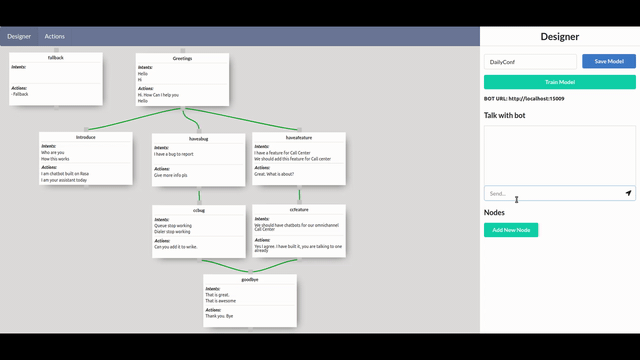 Designer
Actions
fallback
Intents:
Actions:
- Fallback
Greetings
Intents:
Hello
Hi
Actions:
Hi. How Can I help you
Hello
Introduce
Intents:
Who are you
How this works
Actions:
I am chatbot built on Rasa
I am your assistant today
haveabug
Intents:
I have a bug to report
Actions:
Give more info pls
haveafeature
Intents:
I have a feature for Call Center
We should add this feature for Call center
Actions:
Great. What is about?
ccbug
Intents:
Queue stop working
Dialer stop working
Actions:
Can you add it to wrike.
ccfeature
Intents:
We should have chatbots for our omnichannel
Call Center
Actions:
Yes I agree. I have built it, you are talking to one
already
goodbye
Intents:
That is great.
That is awesome
Actions:
Thank you. Bye
Designer
DailyConf
Save Model
Train Model
BOT URL: http://localhost:15009
Talk with bot
Send...
Nodes
Add New Node